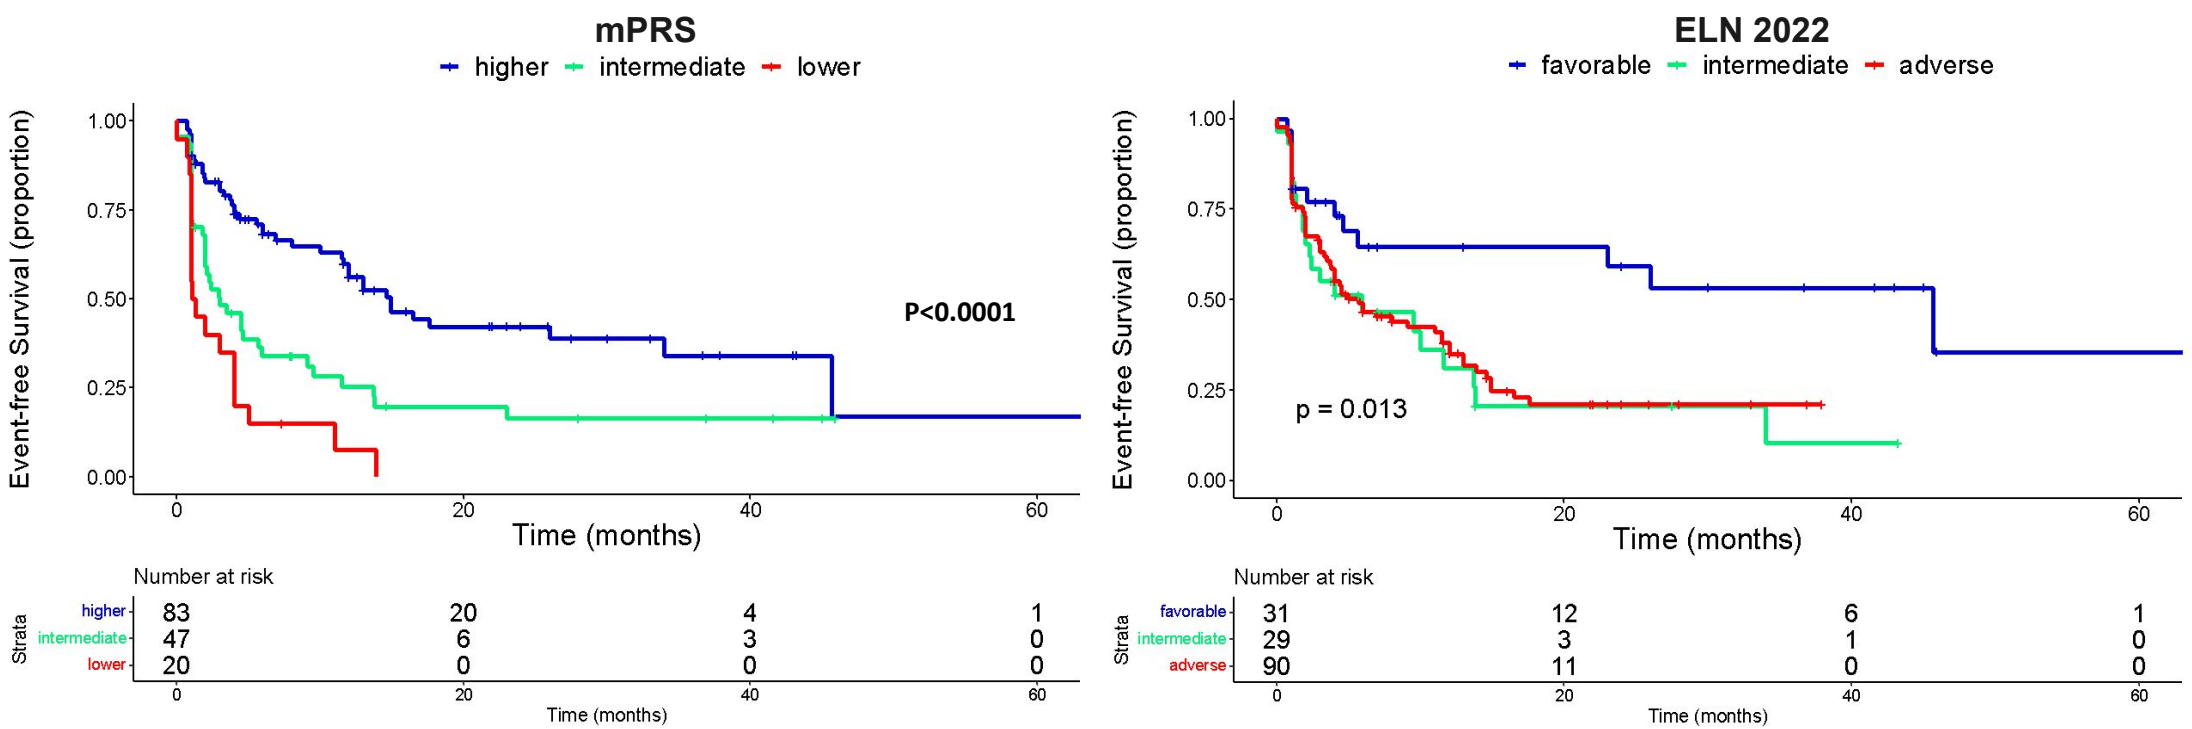 mPRS
higher intermediate lower
Event-free Survival (proportion)
1.00
0.75
0.50
0.25
0.00
P<0.0001
0 20 40 60
Time (months)
Number at risk
Strata
higher 83 20 4 1
intermediate 47 6 3 0
lower 20 0 0 0
0 20 40 60
Time (months)
ELN 2022
favorable intermediate adverse
Event-free Survival (proportion)
1.00
0.75
0.50
0.25
0.00
p = 0.013
0 20 40 60
Time (months)
Number at risk
Strata
favorable 31 12 6 1
intermediate 29 3 1 0
adverse 90 11 0 0
0 20 40 60
Time (months)